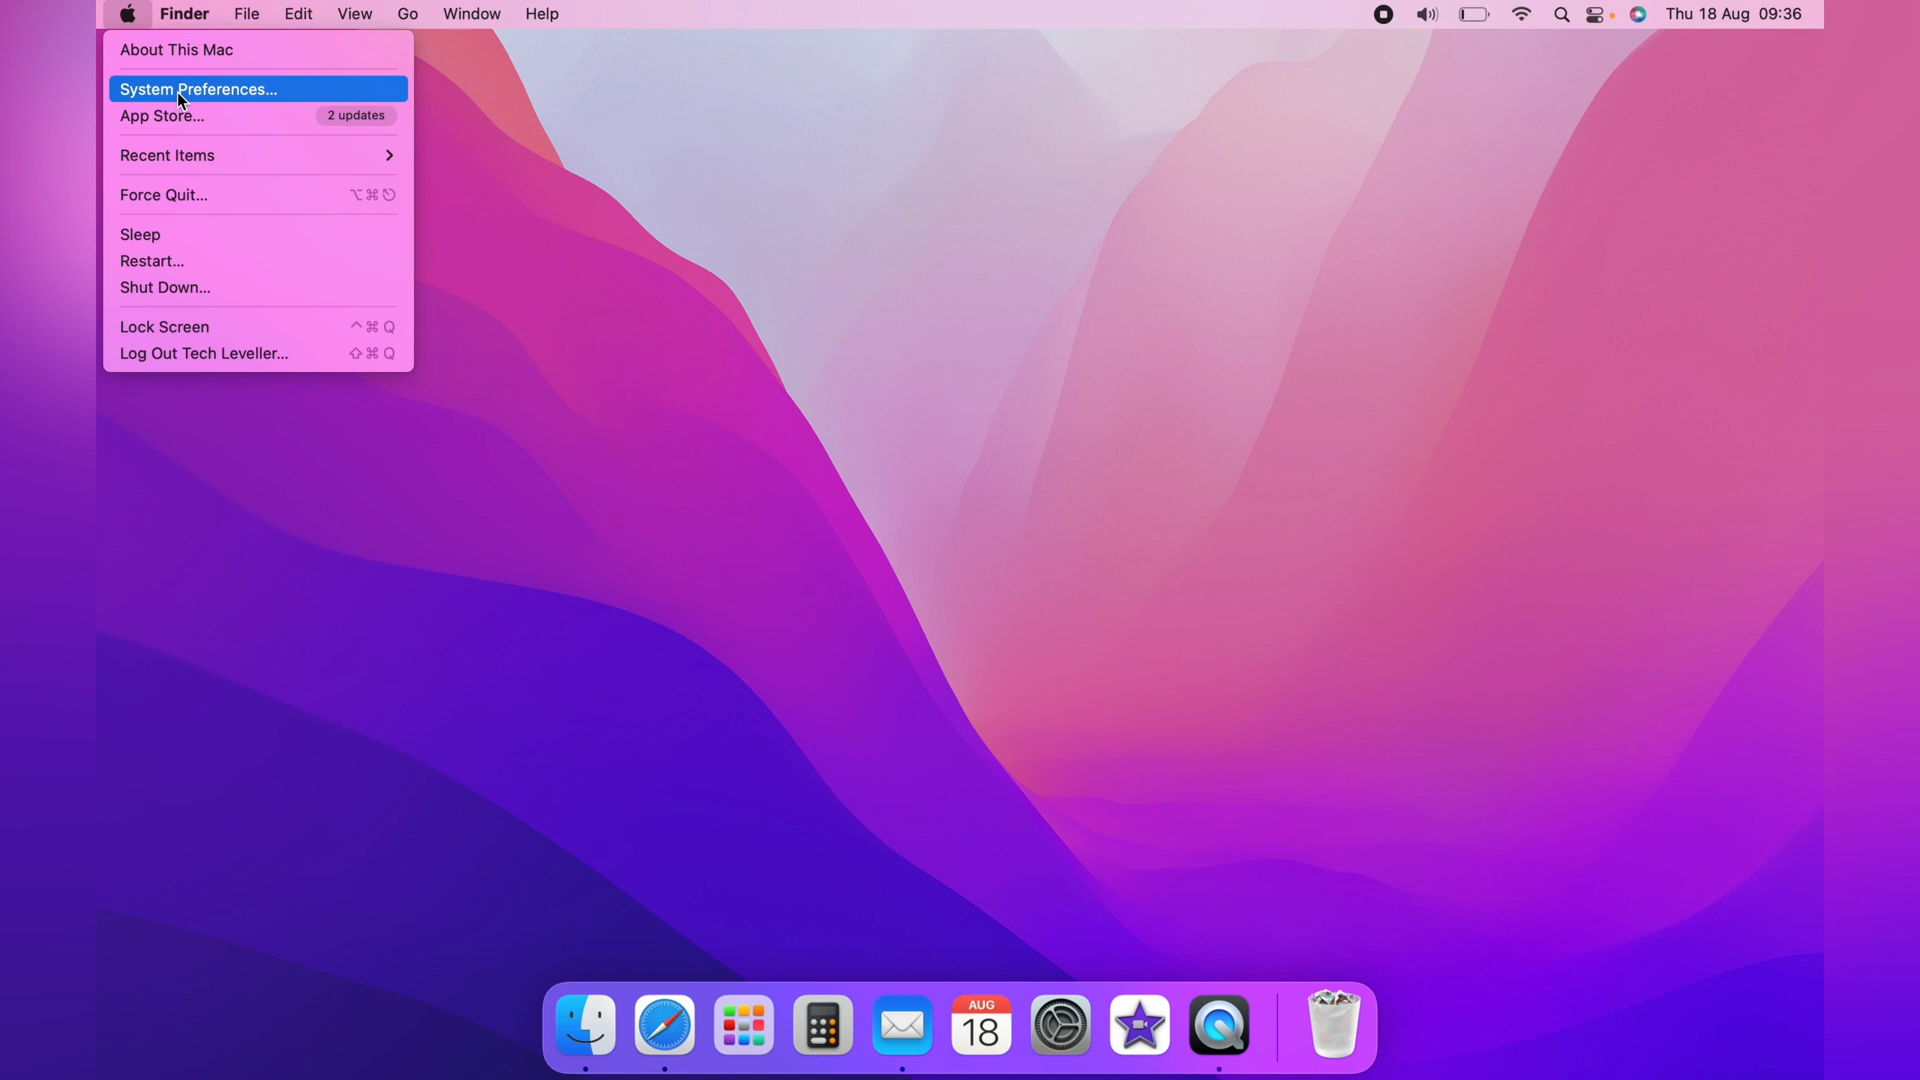 Finder File Edit View Go Window Help Thu 18 Aug 09:36
About This Mac
System Preferences...
App Store... 2 updates
Recent Items
Force Quit... ⌥⌘⎋
Sleep
Restart...
Shut Down...
Lock Screen ^⌘Q
Log Out Tech Leveller... ⇧⌘Q
AUG
18